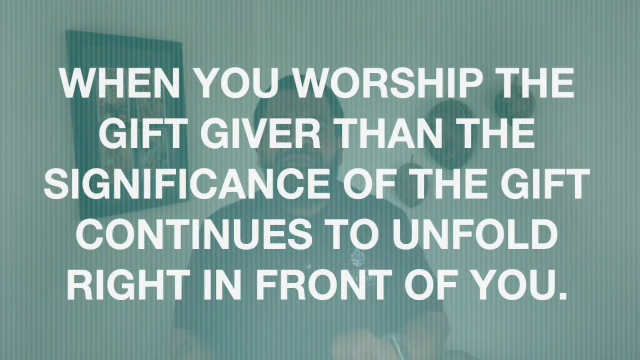 WHEN YOU WORSHIP THE
GIFT GIVER THAN THE
SIGNIFICANCE OF THE GIFT
CONTINUES TO UNFOLD
RIGHT IN FRONT OF YOU.